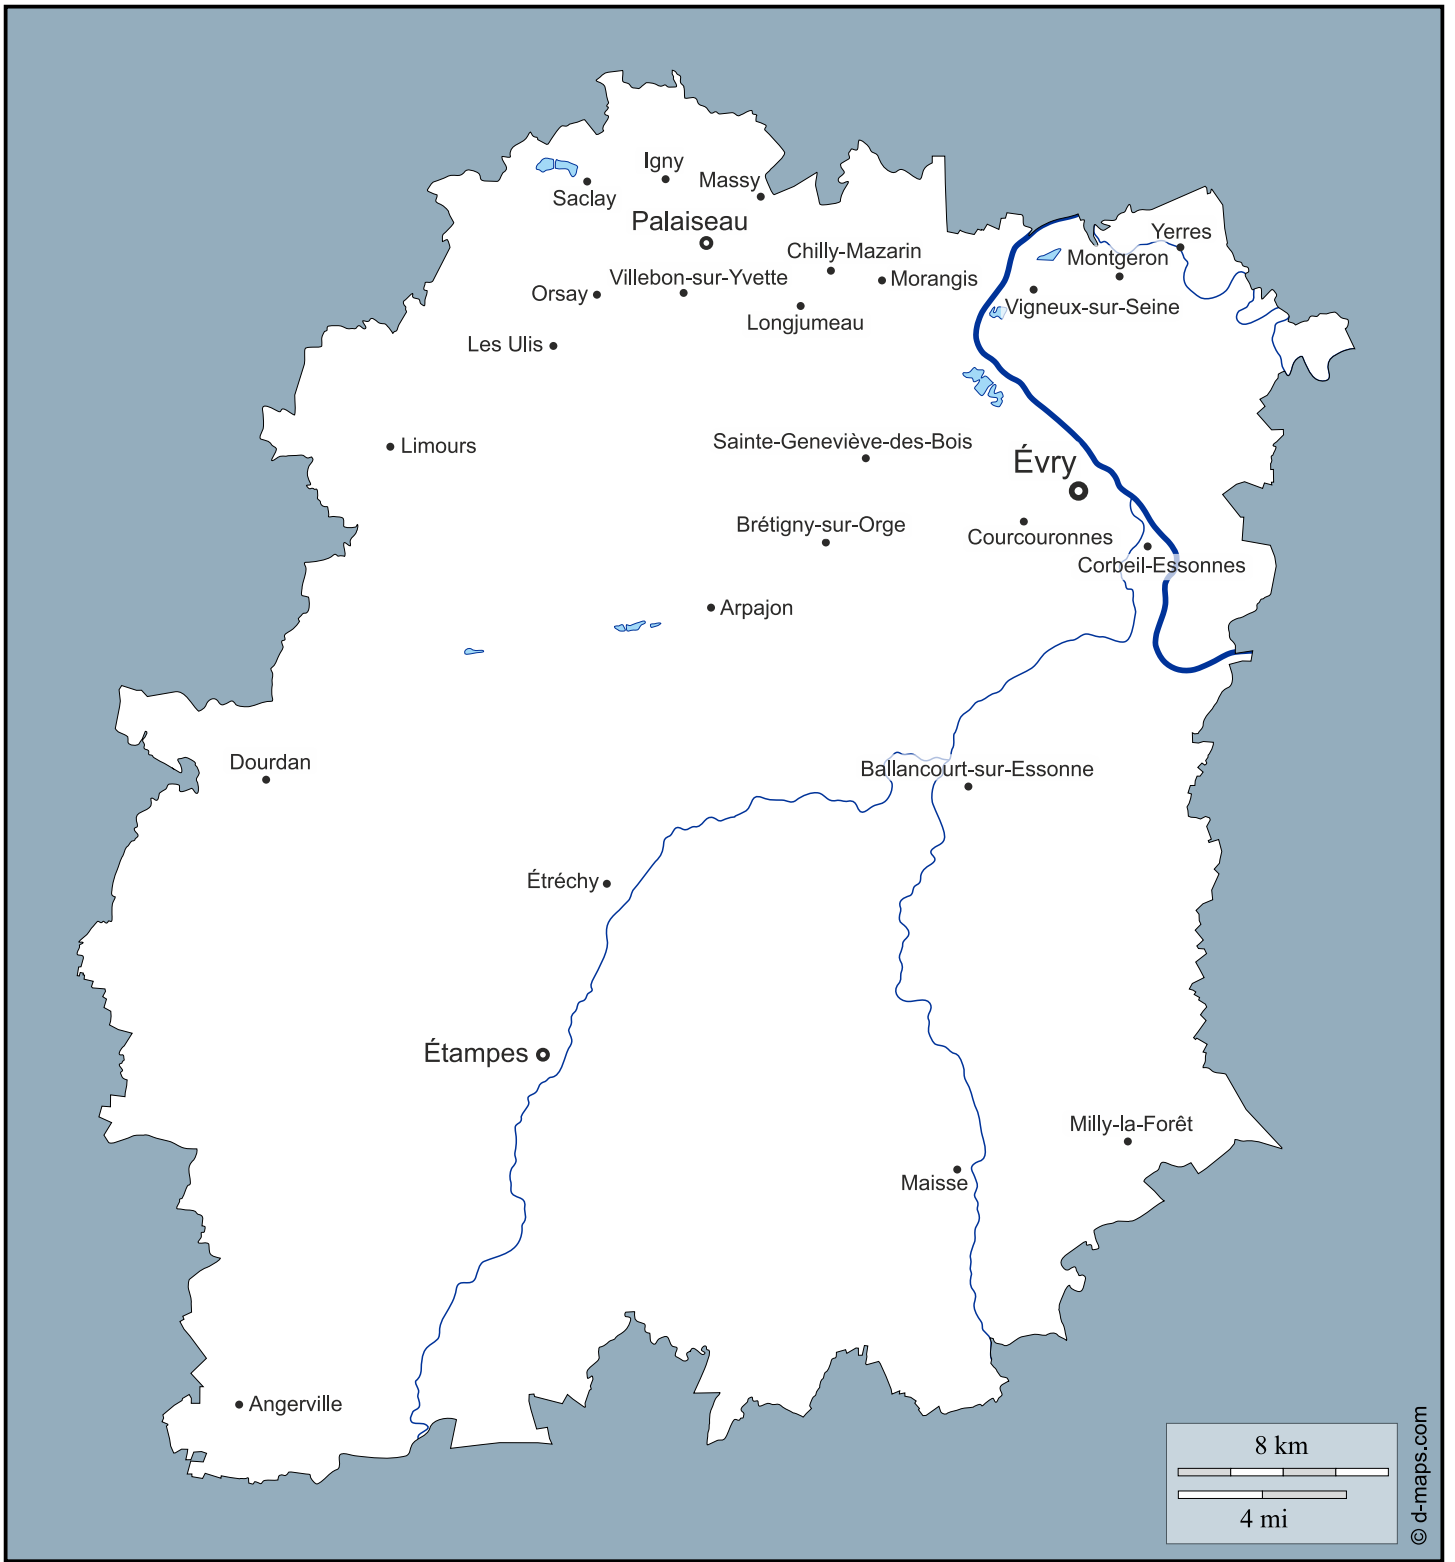 Igny
Massy
Saclay
Palaiseau
Yerres
Chilly-Mazarin
Montgeron
Villebon-sur-Yvette
Morangis
Orsay
Vigneux-sur-Seine
Longjumeau
Les Ulis
Limours
Sainte-Geneviève-des-Bois
Évry
Brétigny-sur-Orge
Courcouronnes
Corbeil-Essonnes
Arpajon
Dourdan
Ballancourt-sur-Essonne
Étréchy
Étampes
Milly-la-Forêt
Maisse
Angerville
8 km
4 mi
© d-maps.com